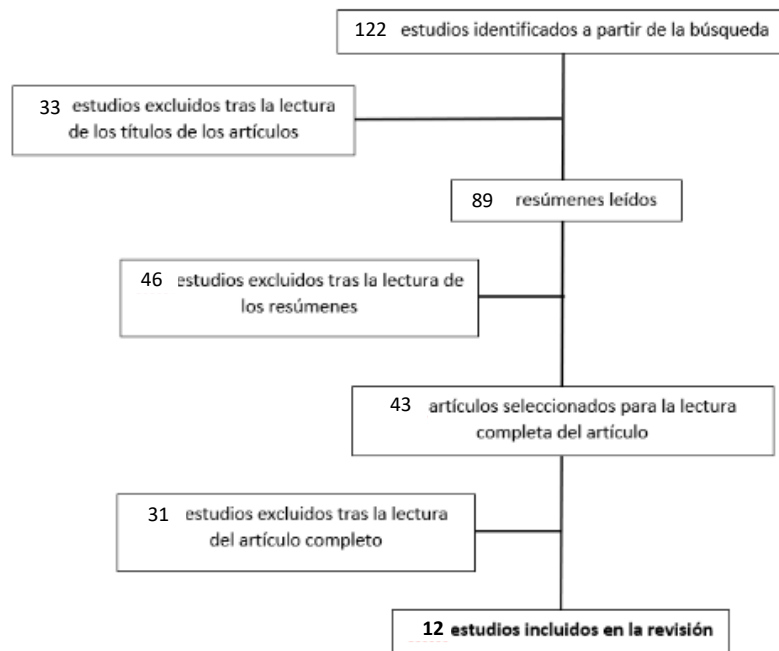 122 estudios identificados a partir de la búsqueda
33 estudios excluidos tras la lectura
de los títulos de los artículos
89 resúmenes leídos
46 estudios excluidos tras la lectura de
los resúmenes
43 artículos seleccionados para la lectura
completa del artículo
31 estudios excluidos tras la lectura
del artículo completo
12 estudios incluidos en la revisión